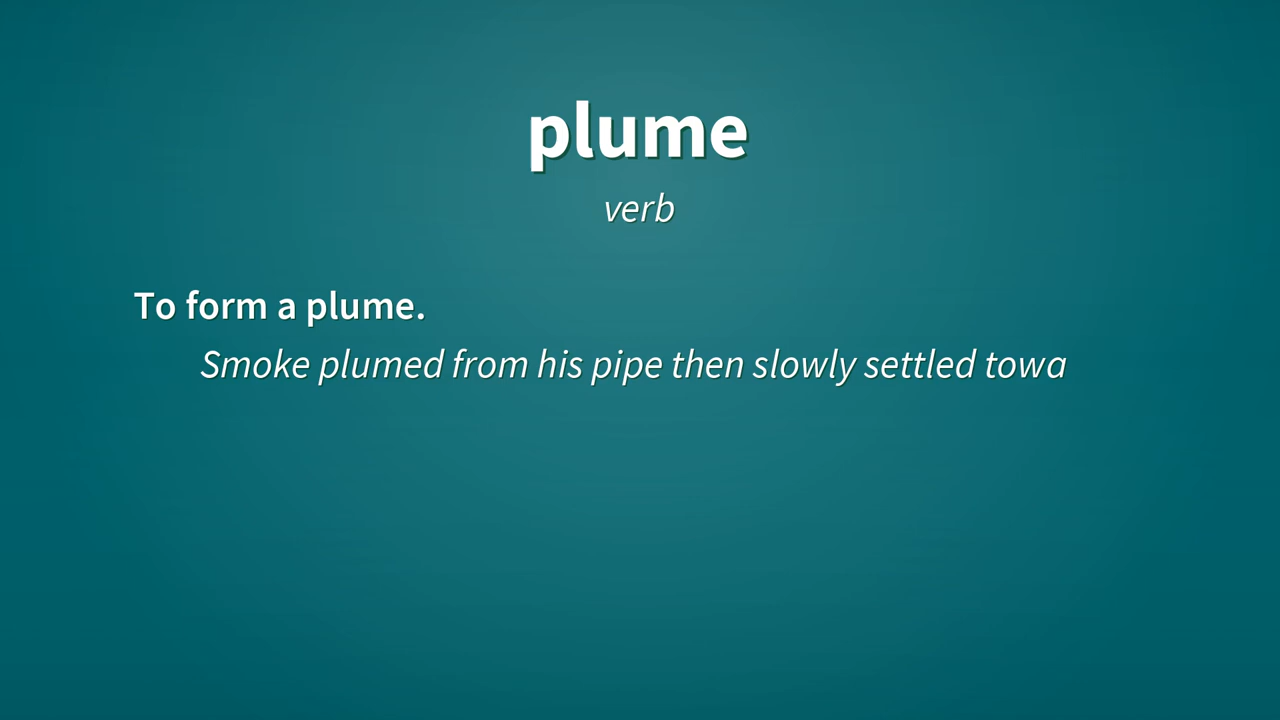 plume
verb
To form a plume.
Smoke plumed from his pipe then slowly settled towa